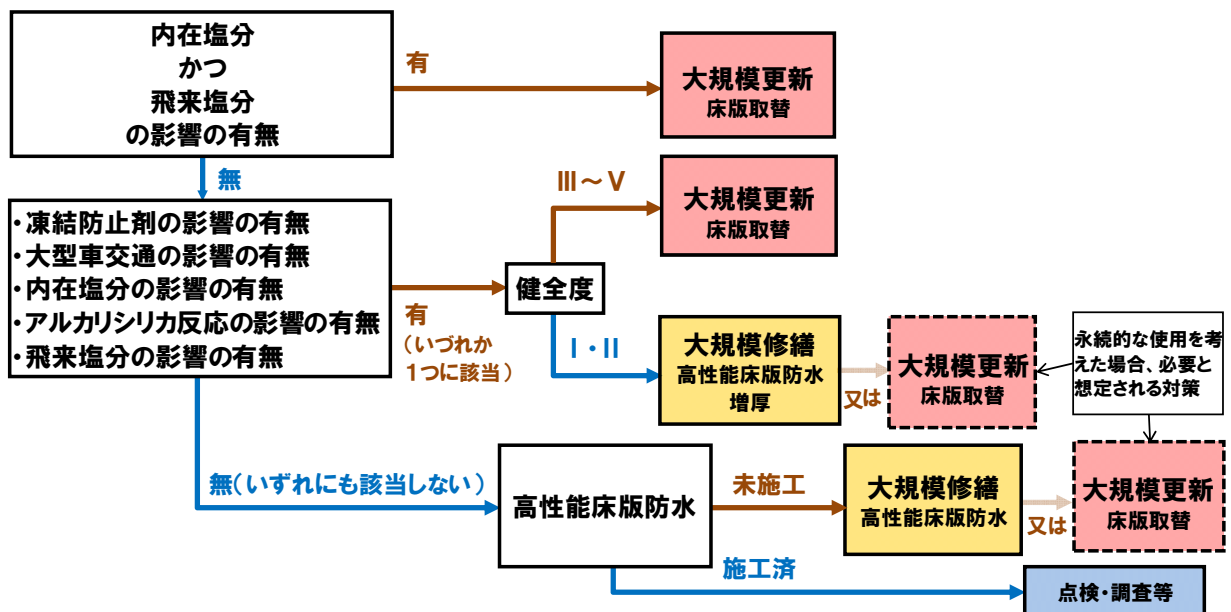 内在塩分
かつ
飛来塩分
の影響の有無
有
大規模更新
床版取替
無
・凍結防止剤の影響の有無
・大型車交通の影響の有無
・内在塩分の影響の有無
・アルカリシリカ反応の影響の有無
・飛来塩分の影響の有無
有
（いづれか
１つに該当）
健全度
Ⅲ～Ⅴ
大規模更新
床版取替
Ⅰ・Ⅱ
大規模修繕
高性能床版防水
増厚
又は
大規模更新
床版取替
永続的な使用を考
えた場合、必要と
想定される対策
無（いずれにも該当しない）
高性能床版防水
未施工
大規模修繕
高性能床版防水
又は
大規模更新
床版取替
施工済
点検・調査等